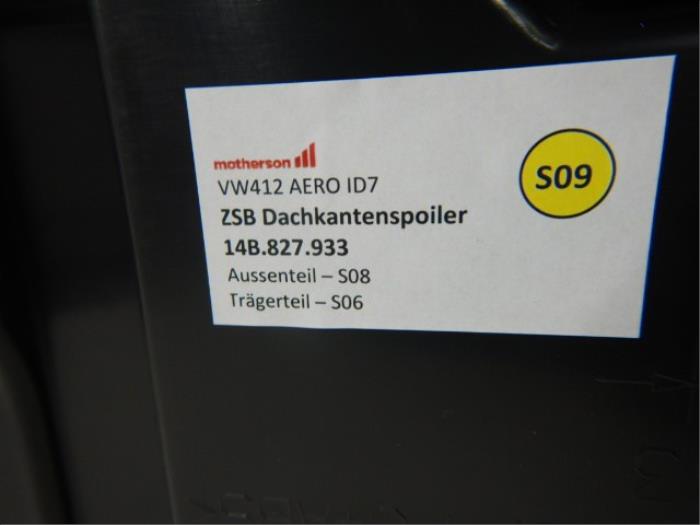 motherson
VW412 AERO ID7
S09
ZSB Dachkantenspoiler
14B.827.933
Aussenteil – S08
Trägerteil – S06